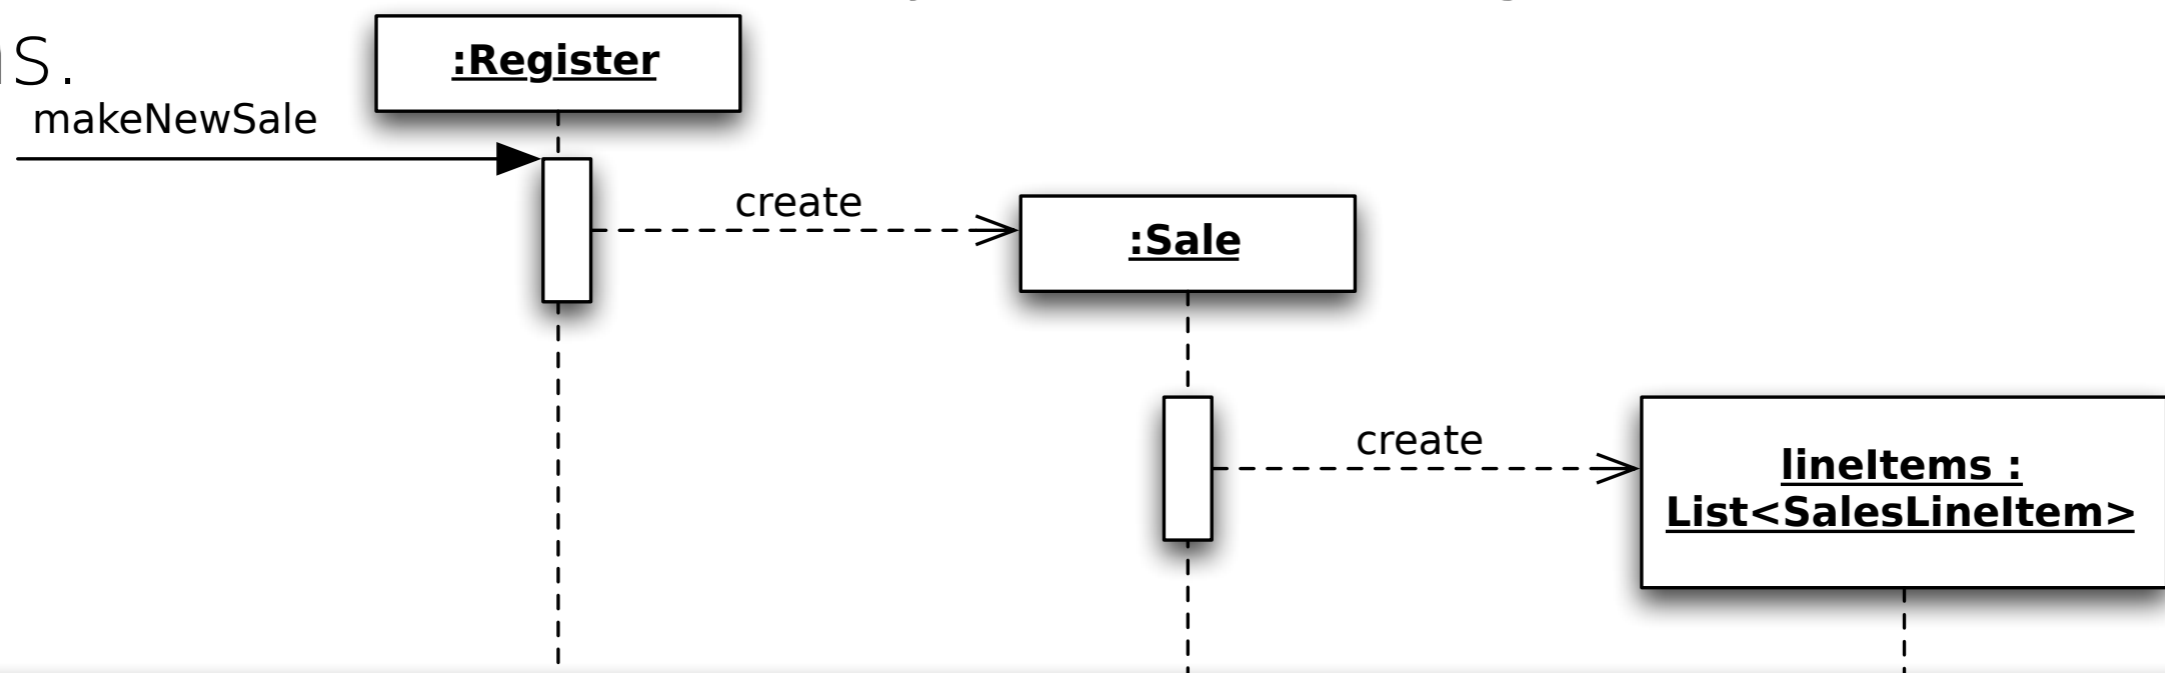 :Register
makeNewSale
create
:Sale
create
lineItems :
List<SalesLineItem>